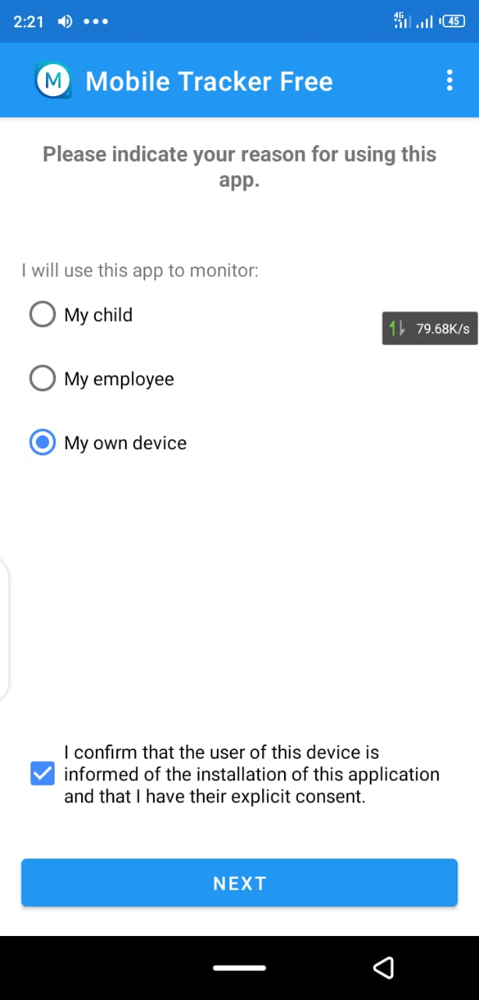 2:21
4G
45
M
Mobile Tracker Free
Please indicate your reason for using this
app.
I will use this app to monitor:
My child
79.68K/s
My employee
My own device
I confirm that the user of this device is
informed of the installation of this application
and that I have their explicit consent.
NEXT